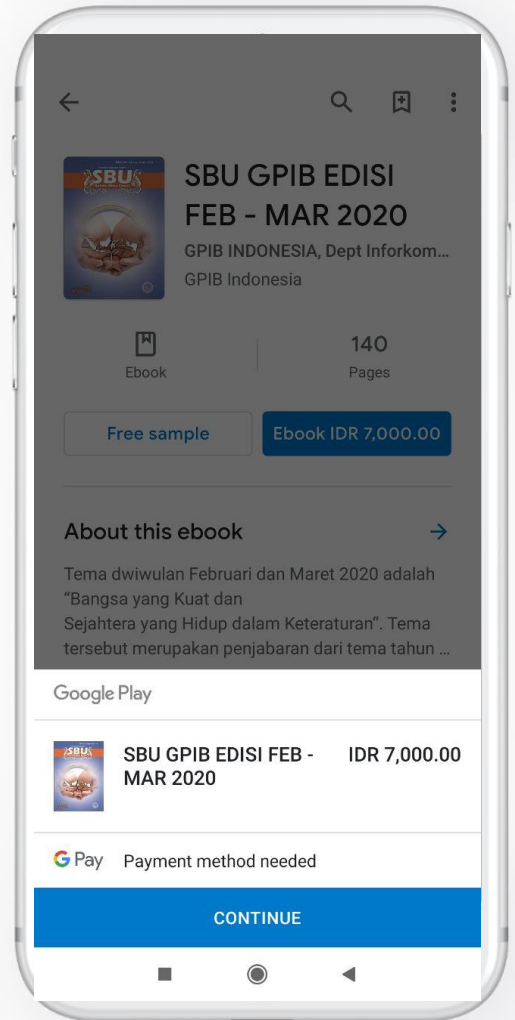 SBU
SBU GPIB EDISI
FEB - MAR 2020
GPIB INDONESIA, Dept Inforkom...
GPIB Indonesia
Ebook
140
Pages
Free sample
Ebook IDR 7,000.00
About this ebook
Tema dwiwulan Februari dan Maret 2020 adalah
“Bangsa yang Kuat dan
Sejahtera yang Hidup dalam Keteraturan”. Tema
tersebut merupakan penjabaran dari tema tahun ...
Google Play
SBU
SBU GPIB EDISI FEB -
MAR 2020
IDR 7,000.00
G Pay
Payment method needed
CONTINUE